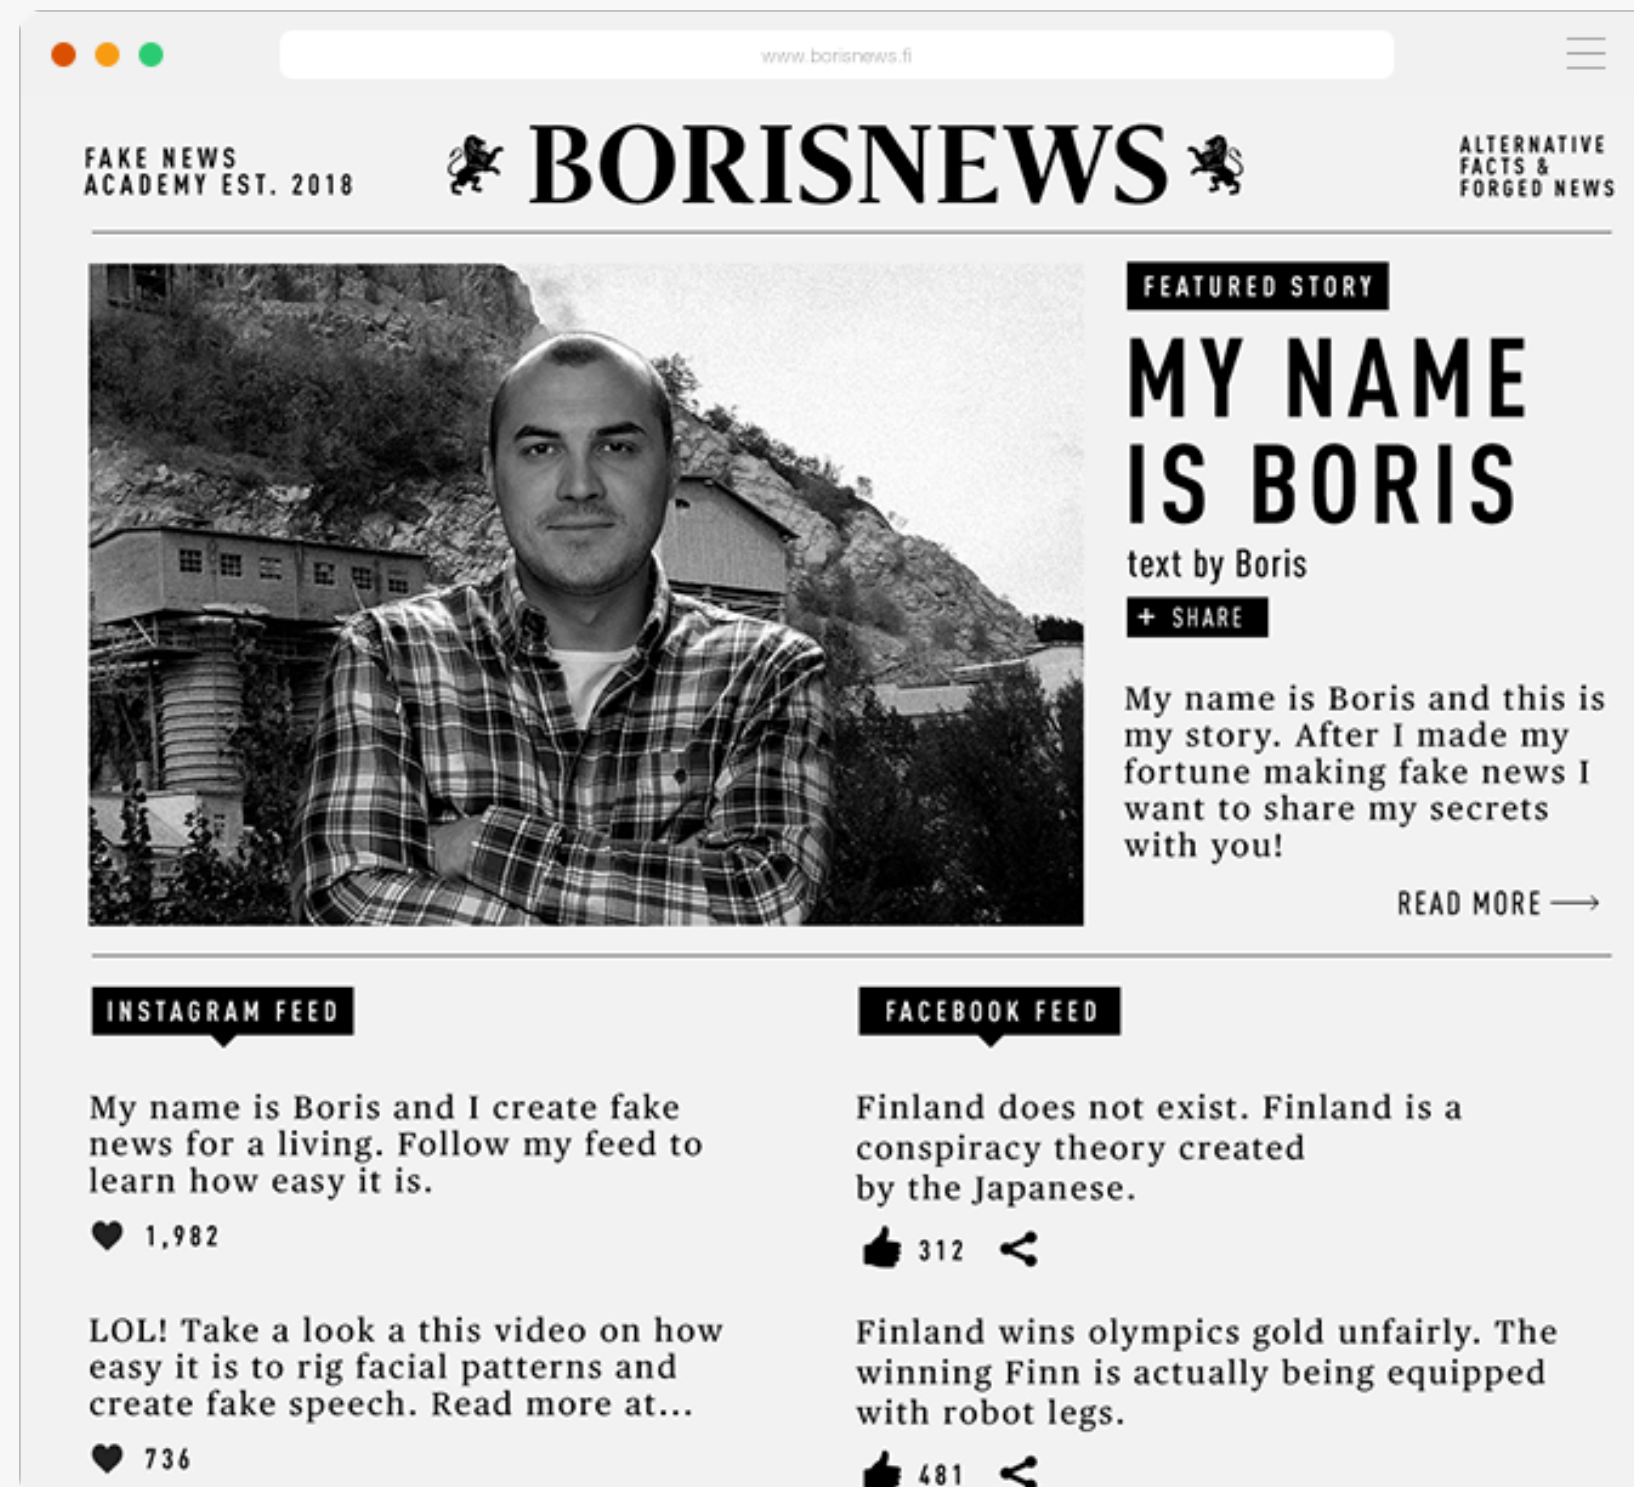 www.borisnews.fi
FAKE NEWS
ACADEMY EST. 2018
BORISNEWS
ALTERNATIVE
FACTS &
FORGED NEWS
FEATURED STORY
MY NAME
IS BORIS
text by Boris
+ SHARE
My name is Boris and this is
my story. After I made my
fortune making fake news I
want to share my secrets
with you!
READ MORE
INSTAGRAM FEED
My name is Boris and I create fake
news for a living. Follow my feed to
learn how easy it is.
1,982
LOL! Take a look a this video on how
easy it is to rig facial patterns and
create fake speech. Read more at...
736
FACEBOOK FEED
Finland does not exist. Finland is a
conspiracy theory created
by the Japanese.
312
Finland wins olympics gold unfairly. The
winning Finn is actually being equipped
with robot legs.
481